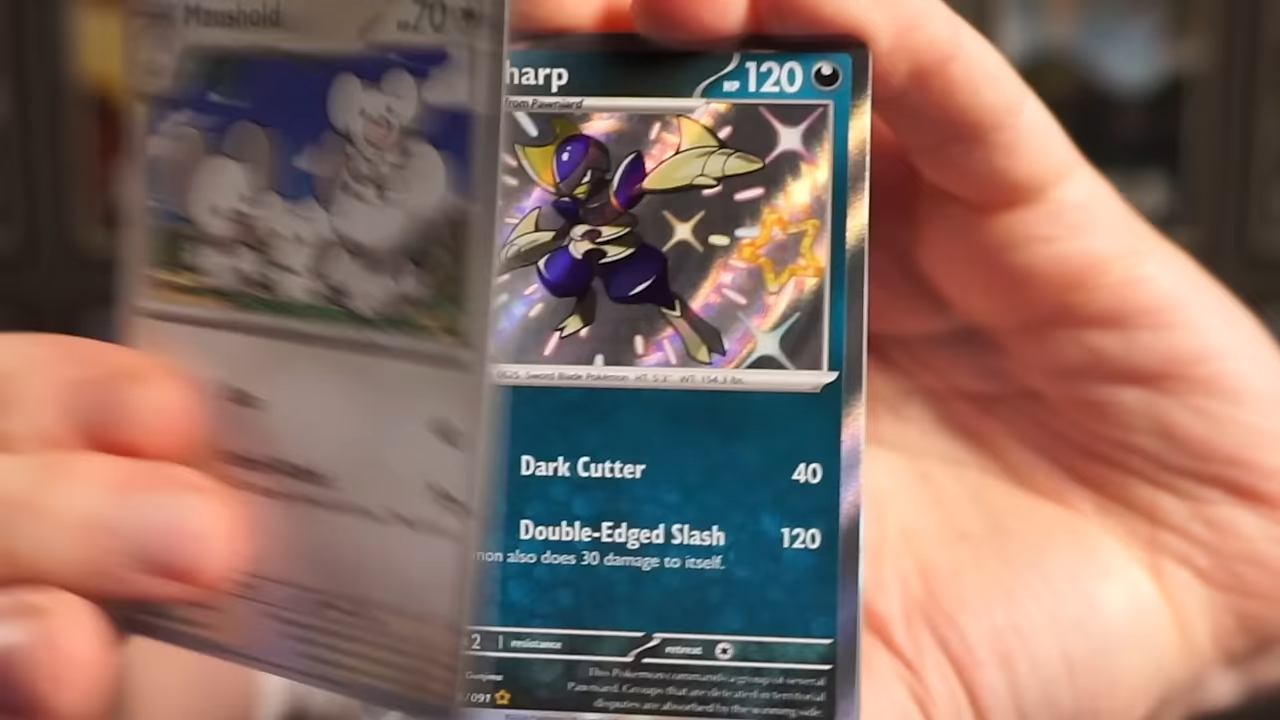 Maushold
70
harp
HP 120
from Pawniard
0625 Sword Blade Pokémon HT: 5'3" WT: 154.3 lbs.
Dark Cutter 40
Double-Edged Slash 120
mon also does 30 damage to itself.
2 resistance retreat
This Pokémon commands a group of several
Pawniard. Groups that are defeated in territorial
disputes are absorbed by the winning side.
/091